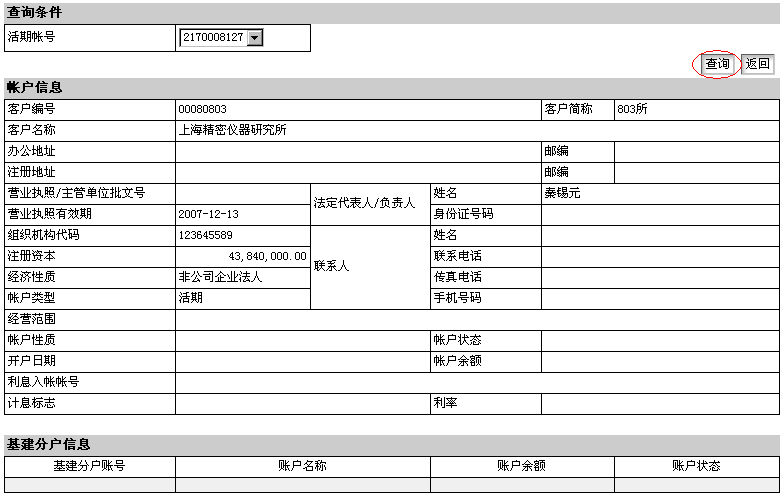 查询条件
活期帐号 2170008127
查询 返回
帐户信息
客户编号 00080803 客户简称 803所
客户名称 上海精密仪器研究所
办公地址 邮编
注册地址 邮编
营业执照/主管单位批文号 法定代表人/负责人 姓名 秦锡元
营业执照有效期 2007-12-13 身份证号码
组织机构代码 123645589 联系人 姓名
注册资本 43,840,000.00 联系电话
经济性质 非公司企业法人 传真电话
帐户类型 活期 手机号码
经营范围
帐户性质 帐户状态
开户日期 帐户余额
利息入帐帐号
计息标志 利率
基建分户信息
基建分户账号 账户名称 账户余额 账户状态